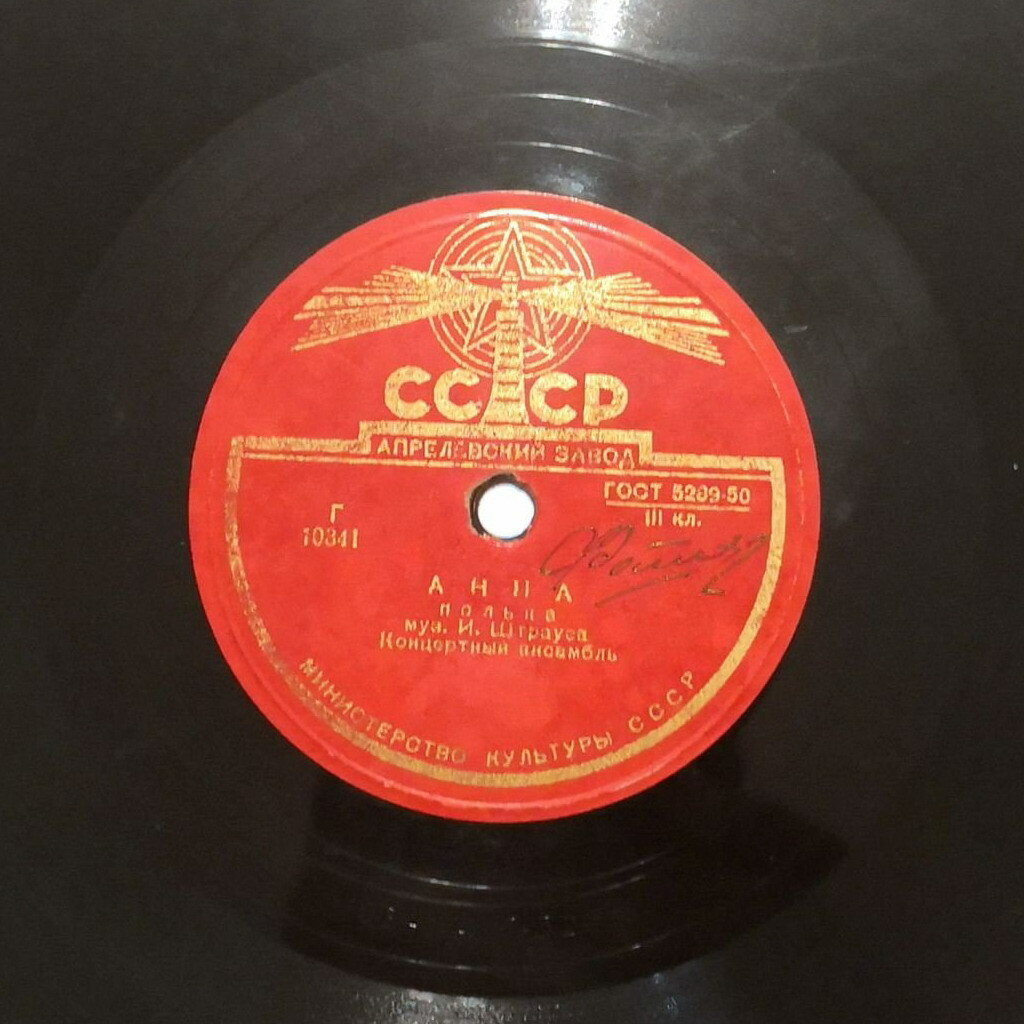 СССР
АПРЕЛЕВСКИЙ ЗАВОД
ГОСТ 5289-50
III кл.
Г
10341
АННА
полька
муз. И. Штрауса
Концертный ансамбль
МИНИСТЕРСТВО КУЛЬТУРЫ СССР